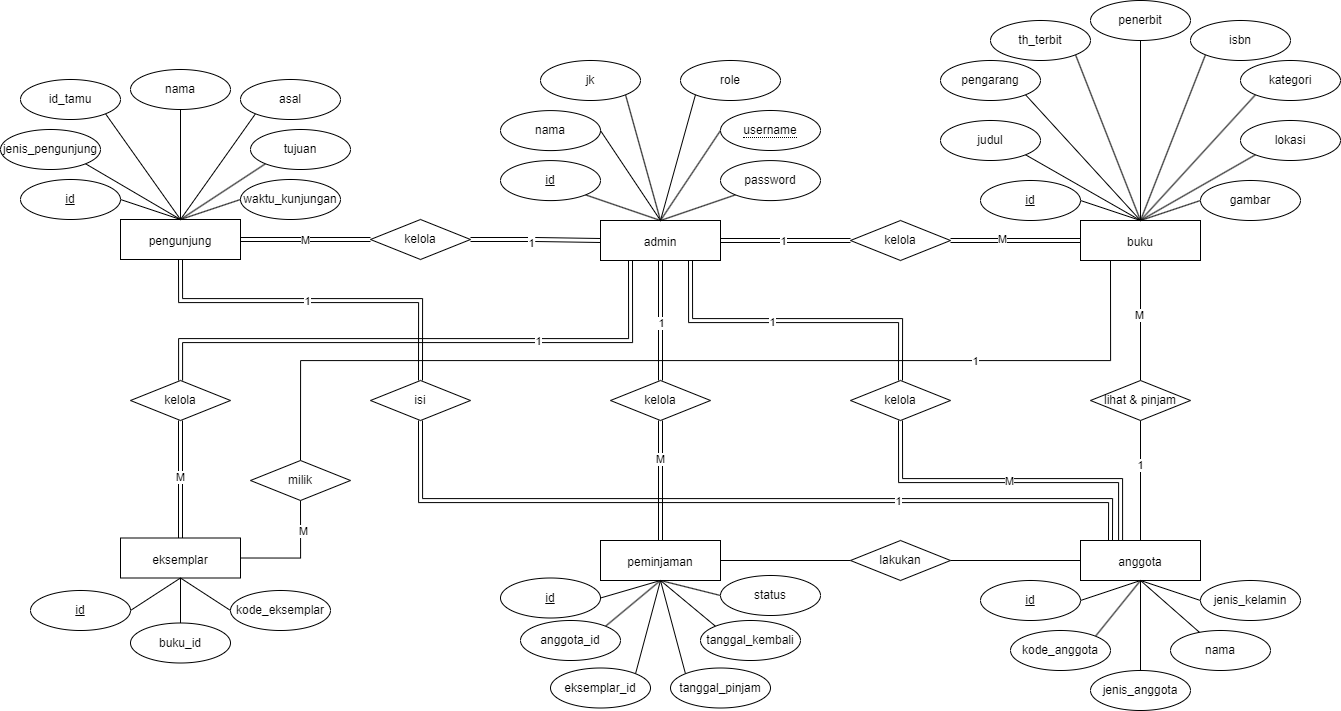 penerbit
th_terbit
isbn
jk
role
pengarang
kategori
id_tamu
nama
asal
nama
username
judul
lokasi
jenis_pengunjung
tujuan
id
password
id
waktu_kunjungan
id
gambar
pengunjung
M
kelola
1
admin
1
kelola
M
buku
1
1
1
1
M
1
kelola
isi
kelola
kelola
lihat & pinjam
M
milik
M
M
1
1
M
eksemplar
peminjaman
lakukan
anggota
id
buku_id
kode_eksemplar
id
status
id
jenis_kelamin
anggota_id
tanggal_kembali
kode_anggota
nama
eksemplar_id
tanggal_pinjam
jenis_anggota